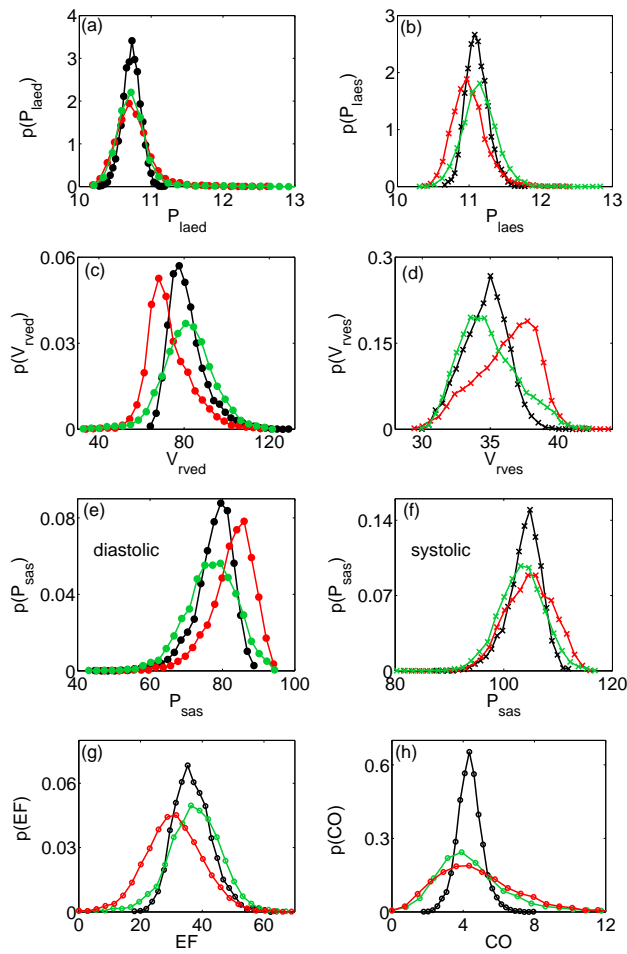 (a)
p(P_laed)
4
3
2
1
0
10 11 12 13
P_laed
(b)
p(P_laes)
3
2
1
0
10 11 12 13
P_laes
(c)
p(V_rved)
0.06
0.03
0
40 80 120
V_rved
(d)
p(V_rves)
0.3
0.15
0
30 35 40
V_rves
(e)
diastolic
p(P_sas)
0.08
0.04
0
40 60 80 100
P_sas
(f)
systolic
p(P_sas)
0.14
0.07
0
80 100 120
P_sas
(g)
p(EF)
0.06
0.03
0
0 20 40 60
EF
(h)
p(CO)
0.6
0.3
0
0 4 8 12
CO